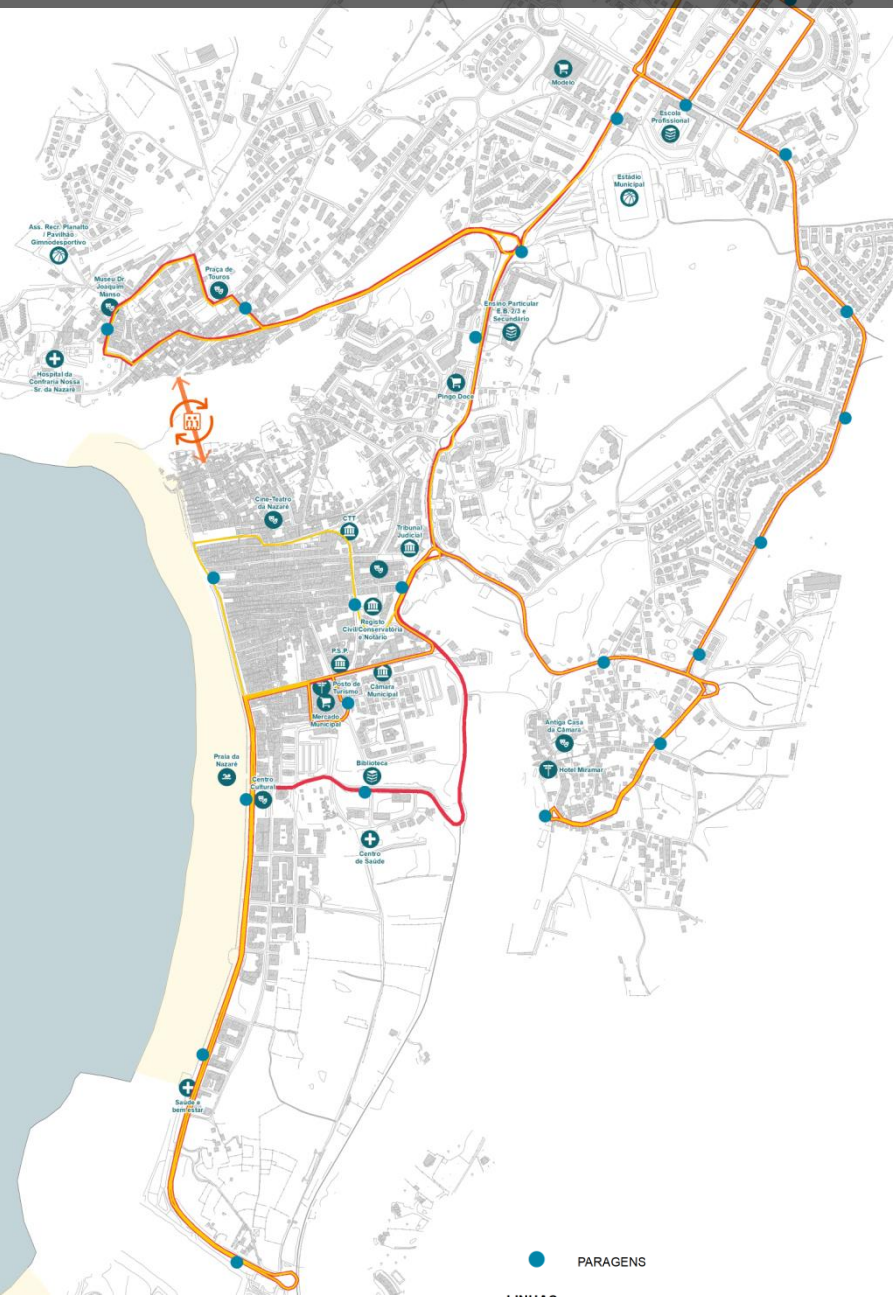 Modelo
Escola
Profissional
Estádio
Municipal
Ass. Recr. Planalto
/ Pavilhão
Gimnodesportivo
Museu Dr
Joaquim
Manso
Praça de
Touros
Ensino Particular
E.B. 2/3 e
Secundário
Hospital da
Confraria Nossa
Sr. da Nazaré
Pingo Doce
Cine-Teatro
da Nazaré
CTT
Tribunal
Judicial
Registo
Civil/Conservatória
e Notário
P.S.P.
Posto de
Turismo
Câmara
Municipal
Mercado
Municipal
Antiga Casa
da Câmara
Praia da
Nazaré
Centro
Cultural
Biblioteca
Hotel Miramar
Centro
de Saúde
Saúde e
bem estar
PARAGENS
LINHAS